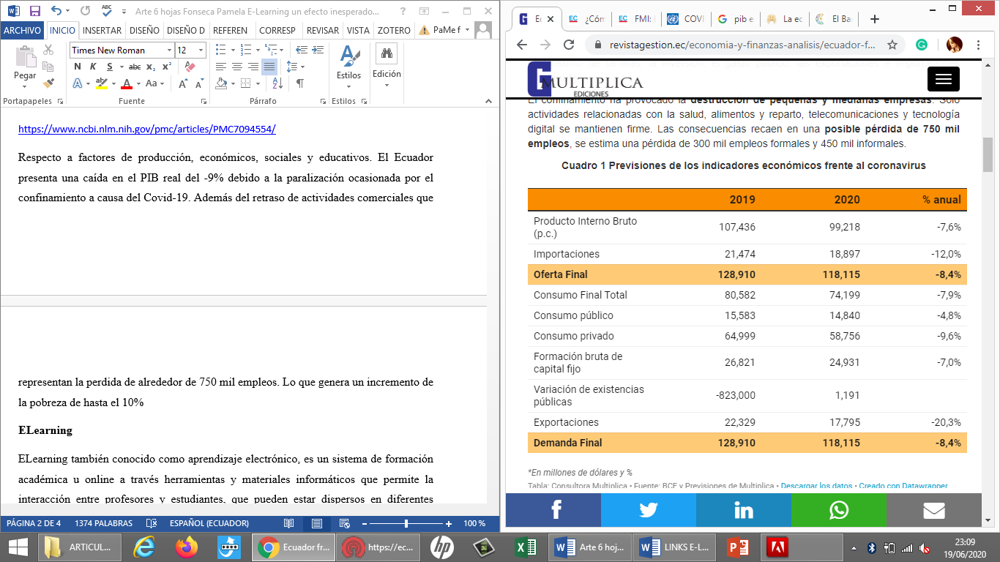 Arte 6 hojas Fonseca Pamela E-Learning un efecto inesperado...
ARCHIVO INICIO INSERTAR DISEÑO DISEÑO D REFEREN CORRESP REVISAR VISTA ZOTERO PaMe f
Times New Roman 12
Pegar
N K S abc x₂ x²
Aa
Estilos
Edición
Portapapeles Fuente Párrafo Estilos
https://www.ncbi.nlm.nih.gov/pmc/articles/PMC7094554/
Respecto a factores de producción, económicos, sociales y educativos. El Ecuador
presenta una caída en el PIB real del -9% debido a la paralización ocasionada por el
confinamiento a causa del Covid-19. Además del retraso de actividades comerciales que
representan la perdida de alrededor de 750 mil empleos. Lo que genera un incremento de
la pobreza de hasta el 10%
ELearning
ELearning también conocido como aprendizaje electrónico, es un sistema de formación
académica u online a través herramientas y materiales informáticos que permite la
interacción entre profesores y estudiantes, que pueden estar dispersos en diferentes
PÁGINA 2 DE 4 1374 PALABRAS ESPAÑOL (ECUADOR) 100 %
Ec EC ¿Cóm EC FMI: COVI pib e La ec El Ba
revistagestion.ec/economia-y-finanzas-analisis/ecuador-f...
MULTIPLICA
EDICIONES
El confinamiento ha provocado la destrucción de pequeñas y medianas empresas. Solo
actividades relacionadas con la salud, alimentos y reparto, telecomunicaciones y tecnología
digital se mantienen firme. Las consecuencias recaen en una posible pérdida de 750 mil
empleos, se estima una pérdida de 300 mil empleos formales y 450 mil informales.
Cuadro 1 Previsiones de los indicadores económicos frente al coronavirus
2019 2020 % anual
Producto Interno Bruto
(p.c.) 107,436 99,218 -7,6%
Importaciones 21,474 18,897 -12,0%
Oferta Final 128,910 118,115 -8,4%
Consumo Final Total 80,582 74,199 -7,9%
Consumo público 15,583 14,840 -4,8%
Consumo privado 64,999 58,756 -9,6%
Formación bruta de
capital fijo 26,821 24,931 -7,0%
Variación de existencias
públicas -823,000 1,191
Exportaciones 22,329 17,795 -20,3%
Demanda Final 128,910 118,115 -8,4%
*En millones de dólares y %
Tabla: Consultora Multiplica • Fuente: BCE y Previsiones de Multiplica • Descargar los datos • Creado con Datawrapper
ARTICUL... Ecuador fr... https://ec... Arte 6 hoj... LINKS E-L...
23:09
19/06/2020